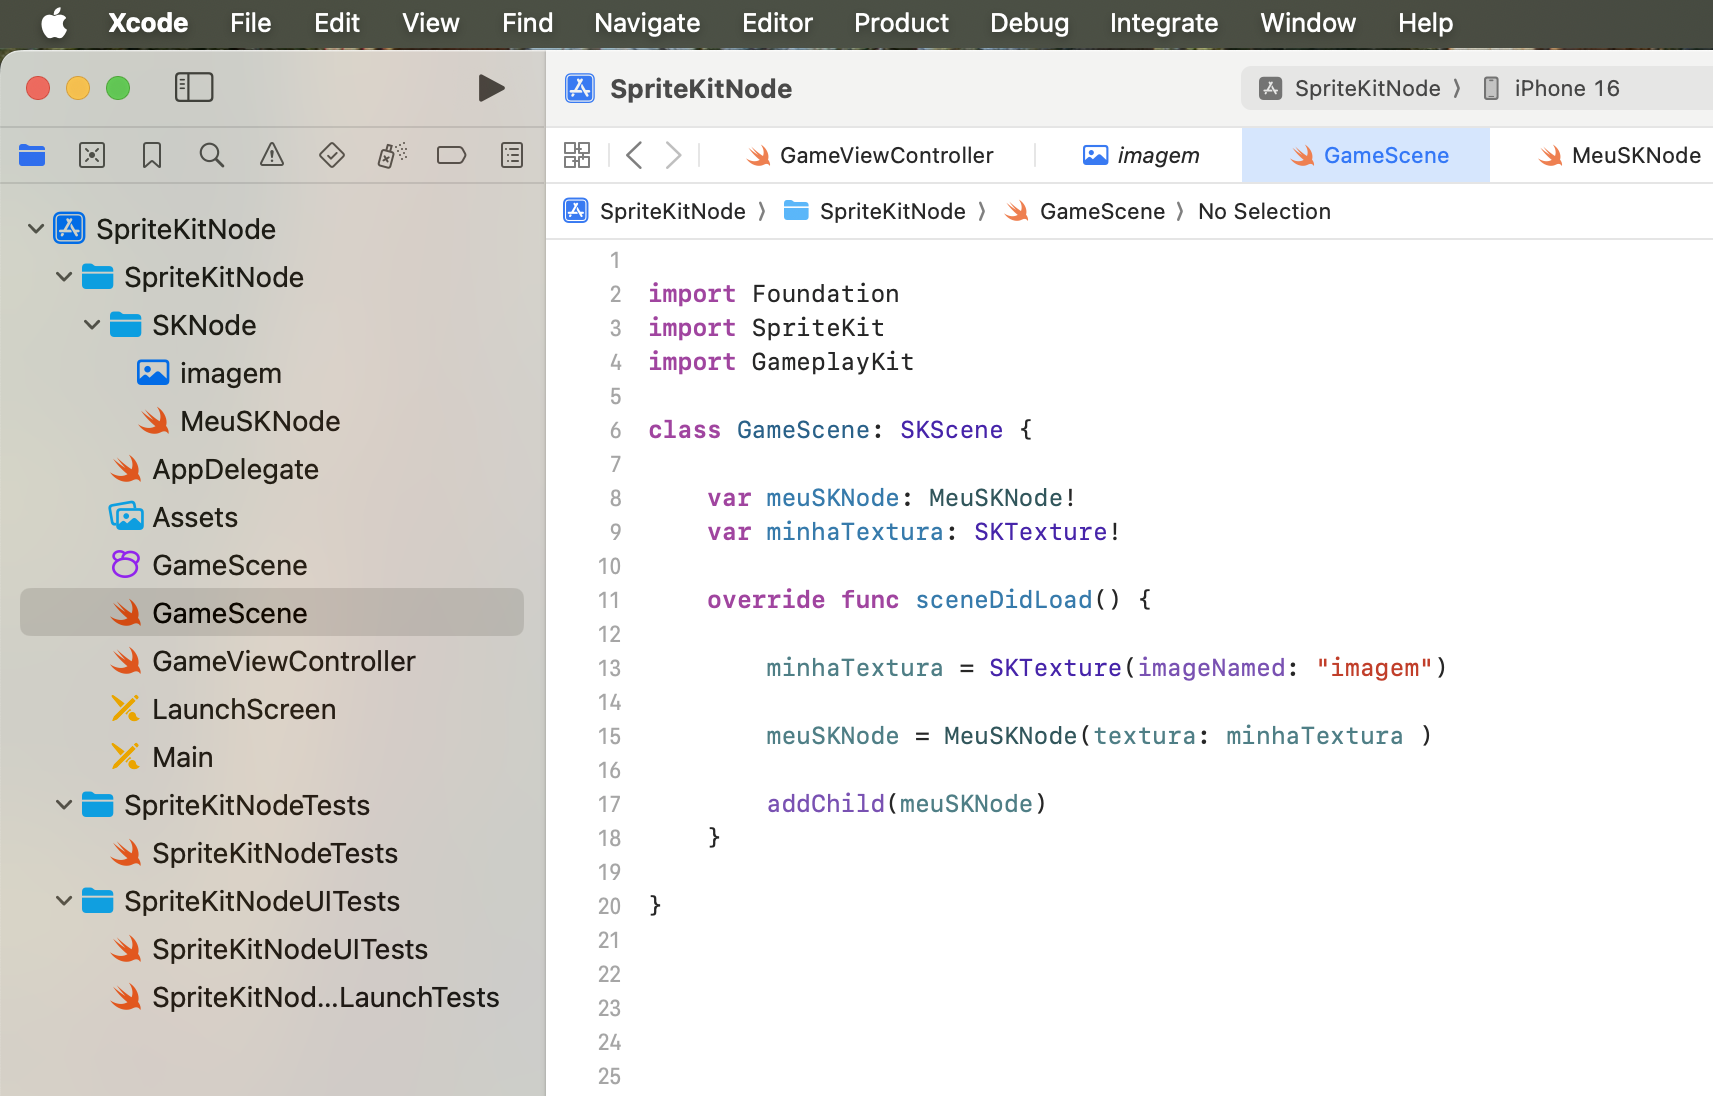 Xcode File Edit View Find Navigate Editor Product Debug Integrate Window Help
SpriteKitNode
SpriteKitNode 〉 iPhone 16
GameViewController imagem GameScene MeuSKNode
SpriteKitNode 〉 SpriteKitNode 〉 GameScene 〉 No Selection
SpriteKitNode
SpriteKitNode
SKNode
imagem
MeuSKNode
AppDelegate
Assets
GameScene
GameScene
GameViewController
LaunchScreen
Main
SpriteKitNodeTests
SpriteKitNodeTests
SpriteKitNodeUITests
SpriteKitNodeUITests
SpriteKitNod...LaunchTests
1
2 import Foundation
3 import SpriteKit
4 import GameplayKit
5
6 class GameScene: SKScene {
7
8 var meuSKNode: MeuSKNode!
9 var minhaTextura: SKTexture!
10
11 override func sceneDidLoad() {
12
13 minhaTextura = SKTexture(imageNamed: "imagem")
14
15 meuSKNode = MeuSKNode(textura: minhaTextura )
16
17 addChild(meuSKNode)
18 }
19
20 }
21
22
23
24
25